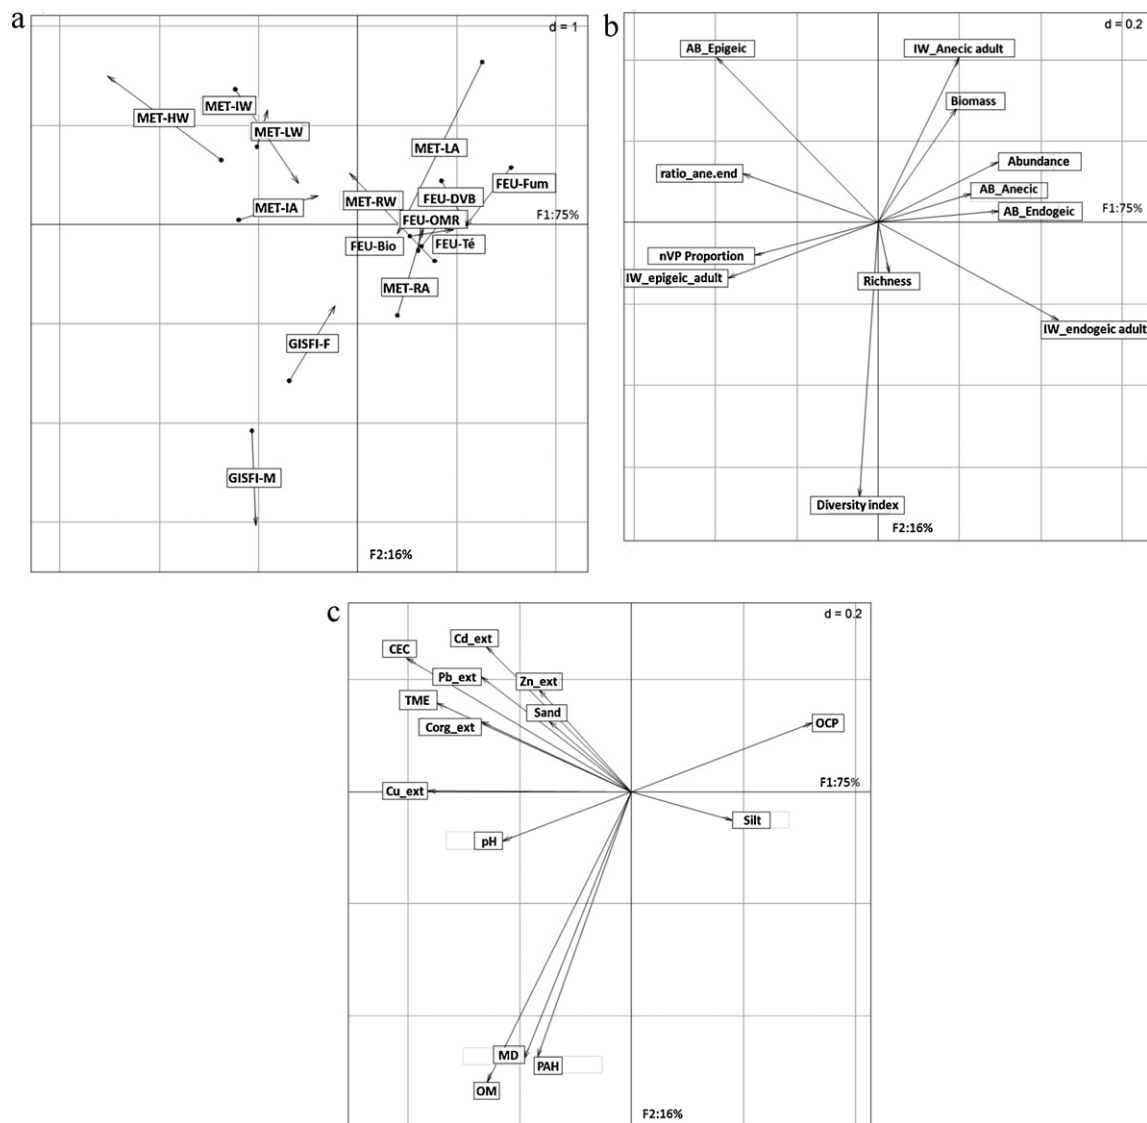 a
d = 1
MET-HW
MET-IW
MET-LW
MET-LA
FEU-Fum
MET-RW
FEU-DVB
MET-IA
FEU-OMR
F1:75%
FEU-Bio
FEU-Té
MET-RA
GISFI-F
GISFI-M
F2:16%
b
d = 0.2
AB_Epigeic
IW_Anecic adult
Biomass
Abundance
ratio_ane.end
AB_Anecic
AB_Endogeic
F1:75%
nVP Proportion
IW_epigeic_adult
Richness
IW_endogeic adult
Diversity index
F2:16%
c
d = 0.2
Cd_ext
CEC
Pb_ext
Zn_ext
TME
Sand
Corg_ext
OCP
F1:75%
Cu_ext
Silt
pH
MD
PAH
OM
F2:16%